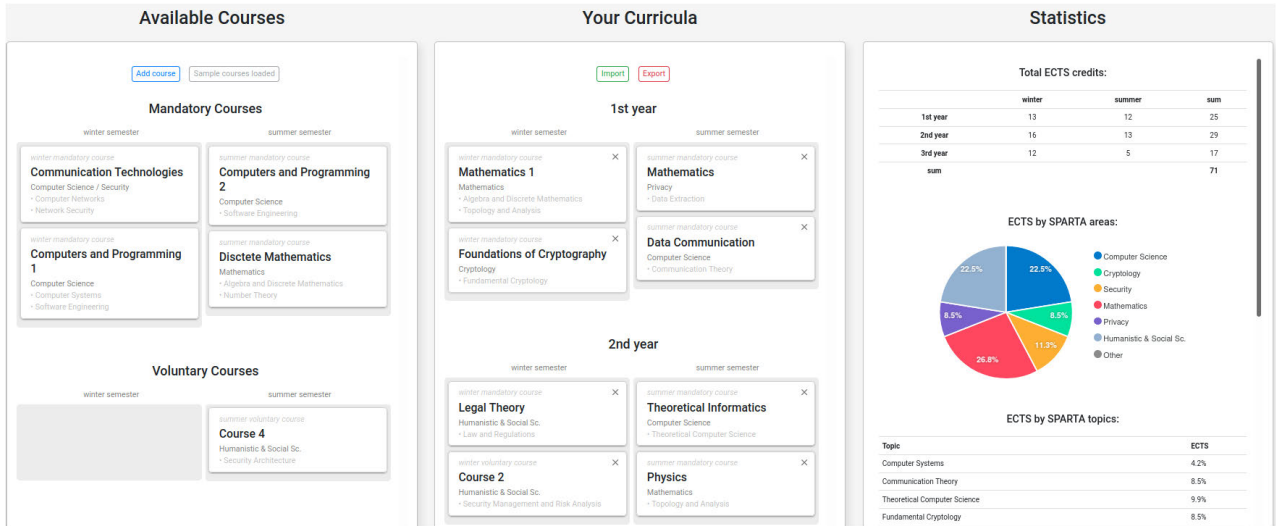 Available Courses
Add course
Sample courses loaded
Mandatory Courses
winter semester
summer semester
winter mandatory course
Communication Technologies
Computer Science / Security
• Computer Networks
• Network Security
winter mandatory course
Computers and Programming
1
Computer Science
• Computer Systems
• Software Engineering
summer mandatory course
Computers and Programming
2
Computer Science
• Software Engineering
summer mandatory course
Discete Mathematics
Mathematics
• Algebra and Discrete Mathematics
• Number Theory
Voluntary Courses
winter semester
summer semester
summer voluntary course
Course 4
Humanistic & Social Sc.
• Security Architecture
Your Curricula
Import
Export
1st year
winter semester
summer semester
winter mandatory course
Mathematics 1
Mathematics
• Algebra and Discrete Mathematics
• Topology and Analysis
winter mandatory course
Foundations of Cryptography
Cryptology
• Fundamental Cryptology
summer mandatory course
Mathematics
Privacy
• Data Extraction
summer mandatory course
Data Communication
Computer Science
• Communication Theory
2nd year
winter semester
summer semester
winter mandatory course
Legal Theory
Humanistic & Social Sc.
• Law and Regulations
winter voluntary course
Course 2
Humanistic & Social Sc.
• Security Management and Risk Analysis
summer mandatory course
Theoretical Informatics
Computer Science
• Theoretical Computer Science
summer mandatory course
Physics
Mathematics
• Topology and Analysis
Statistics
Total ECTS credits:
winter summer sum
1st year 13 12 25
2nd year 16 13 29
3rd year 12 5 17
sum 71
ECTS by SPARTA areas:
22.5%
22.5%
8.5%
8.5%
11.3%
26.8%
Computer Science
Cryptology
Security
Mathematics
Privacy
Humanistic & Social Sc.
Other
ECTS by SPARTA topics:
Topic ECTS
Computer Systems 4.2%
Communication Theory 8.5%
Theoretical Computer Science 9.9%
Fundamental Cryptology 8.5%